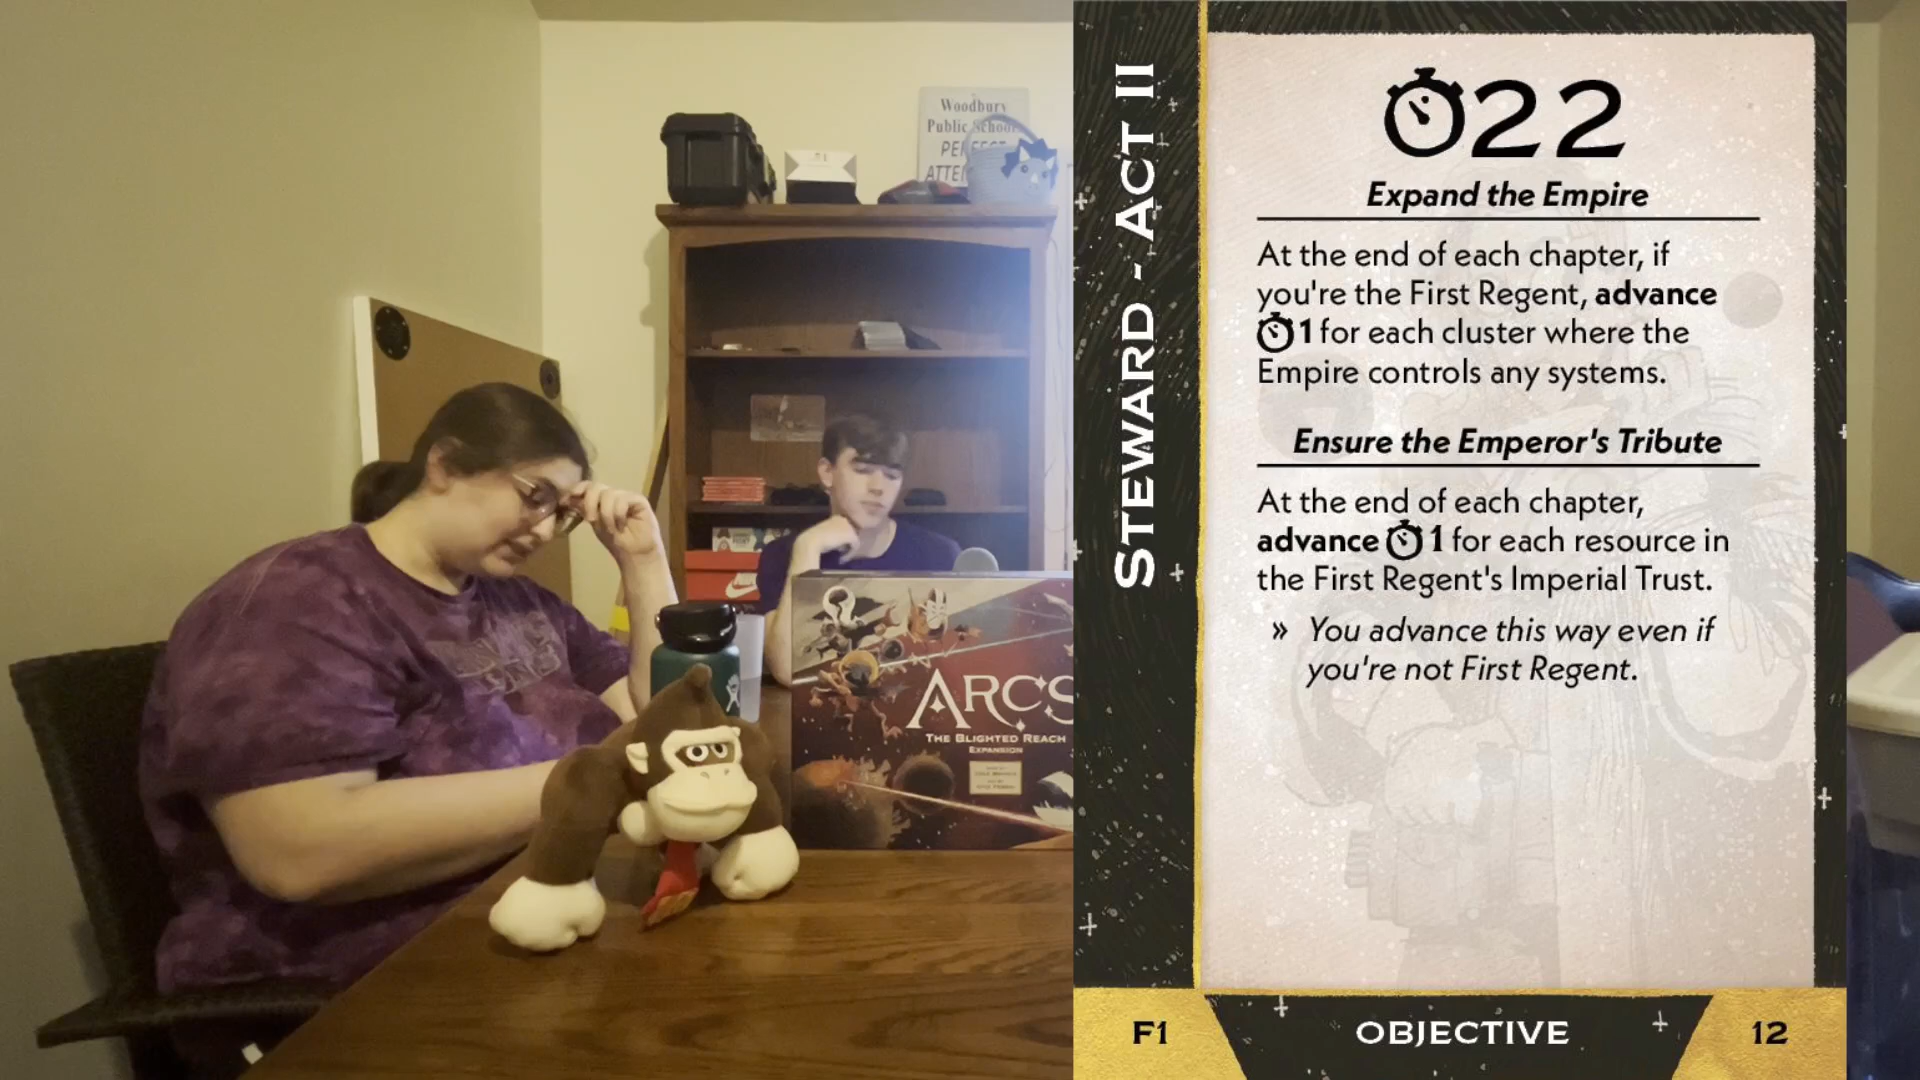 Woodbury
Public School
PERFECT
ARCS
THE BLIGHTED REACH
EXPANSION
STEWARD - ACT II
22
Expand the Empire
At the end of each chapter, if
you're the First Regent, advance
1 for each cluster where the
Empire controls any systems.
Ensure the Emperor's Tribute
At the end of each chapter,
advance 1 for each resource in
the First Regent's Imperial Trust.
» You advance this way even if
you're not First Regent.
F1
OBJECTIVE
12